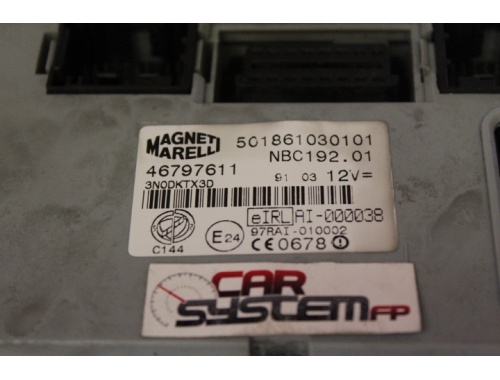 MAGNETI MARELLI
501861030101
NBC192.01
46797611
3N0DKTX3D
91 03 12V=
eIRL AI-000038
97RAI-010002
C144
E24
CE0678
CAR
SYSTEM FP